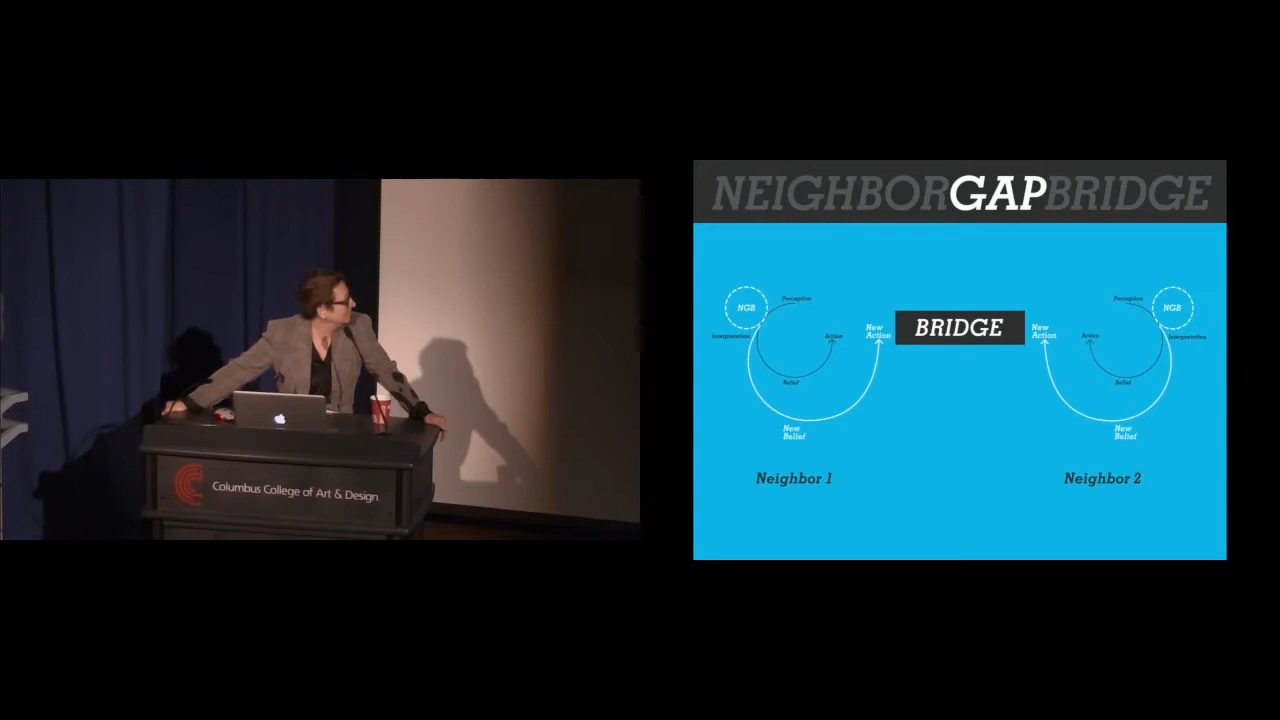 Columbus College of Art & Design
NEIGHBORGAPBRIDGE
NGB
Perception
Interpretation
Action
New
Action
Belief
New
Belief
Neighbor 1
BRIDGE
New
Action
Perception
NGB
Action
Interpretation
Belief
New
Belief
Neighbor 2